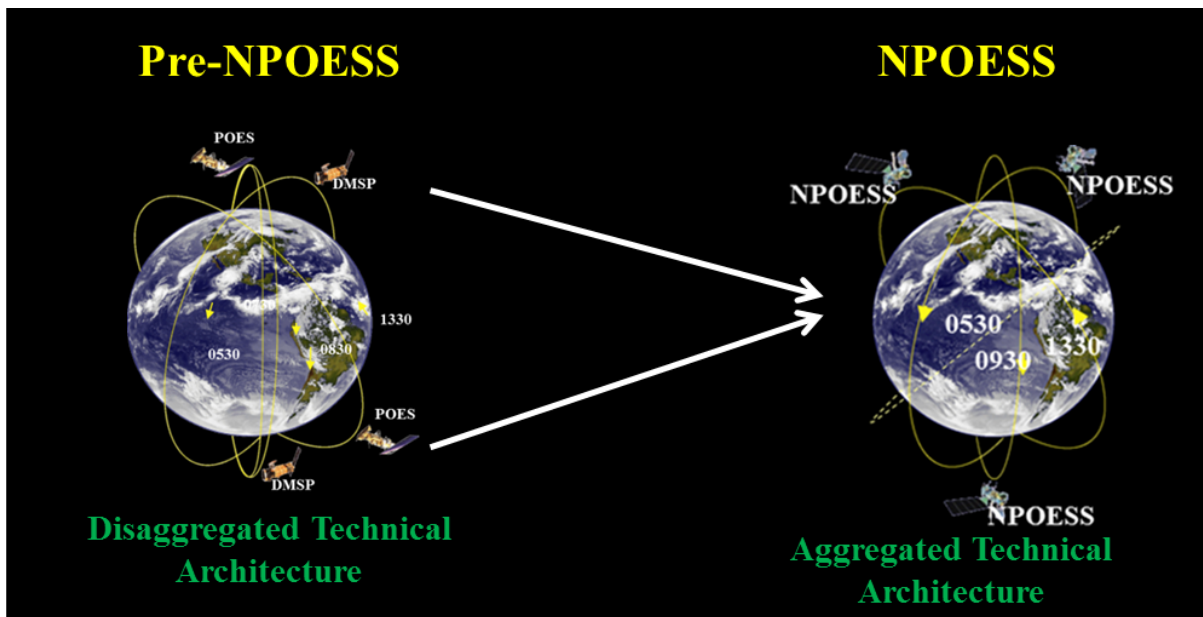 Pre-NPOESS
NPOESS
POES
DMSP
NPOESS
NPOESS
0730
1330
0530
0830
0530
0930
1330
POES
DMSP
NPOESS
Disaggregated Technical
Architecture
Aggregated Technical
Architecture